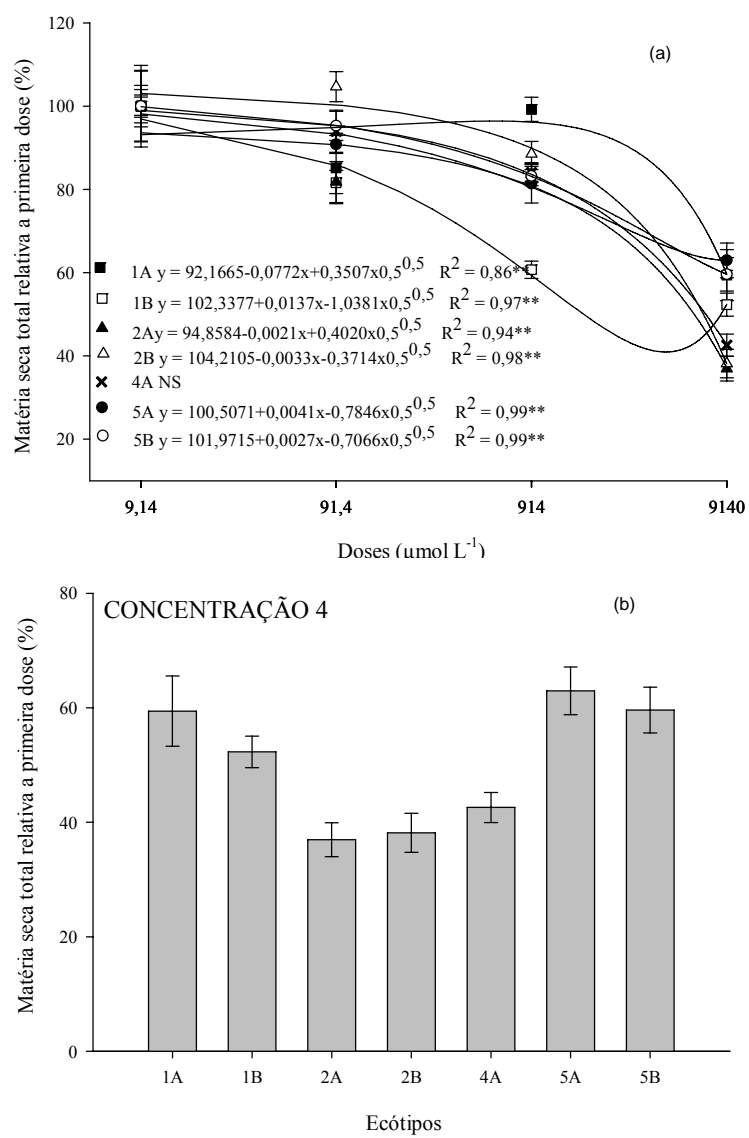 120
(a)
100
80
60
40
20
Matéria seca total relativa a primeira dose (%)
1A y = 92,1665-0,0772x+0,3507x0,5^0,5 R^2 = 0,86**
1B y = 102,3377+0,0137x-1,0381x0,5^0,5 R^2 = 0,97**
2Ay = 94,8584-0,0021x+0,4020x0,5^0,5 R^2 = 0,94**
2B y = 104,2105-0,0033x-0,3714x0,5^0,5 R^2 = 0,98**
4A NS
5A y = 100,5071+0,0041x-0,7846x0,5^0,5 R^2 = 0,99**
5B y = 101,9715+0,0027x-0,7066x0,5^0,5 R^2 = 0,99**
9,14 91,4 914 9140
Doses (µmol L^-1)
80
CONCENTRAÇÃO 4 (b)
60
40
20
0
Matéria seca total relativa a primeira dose (%)
1A 1B 2A 2B 4A 5A 5B
Ecótipos